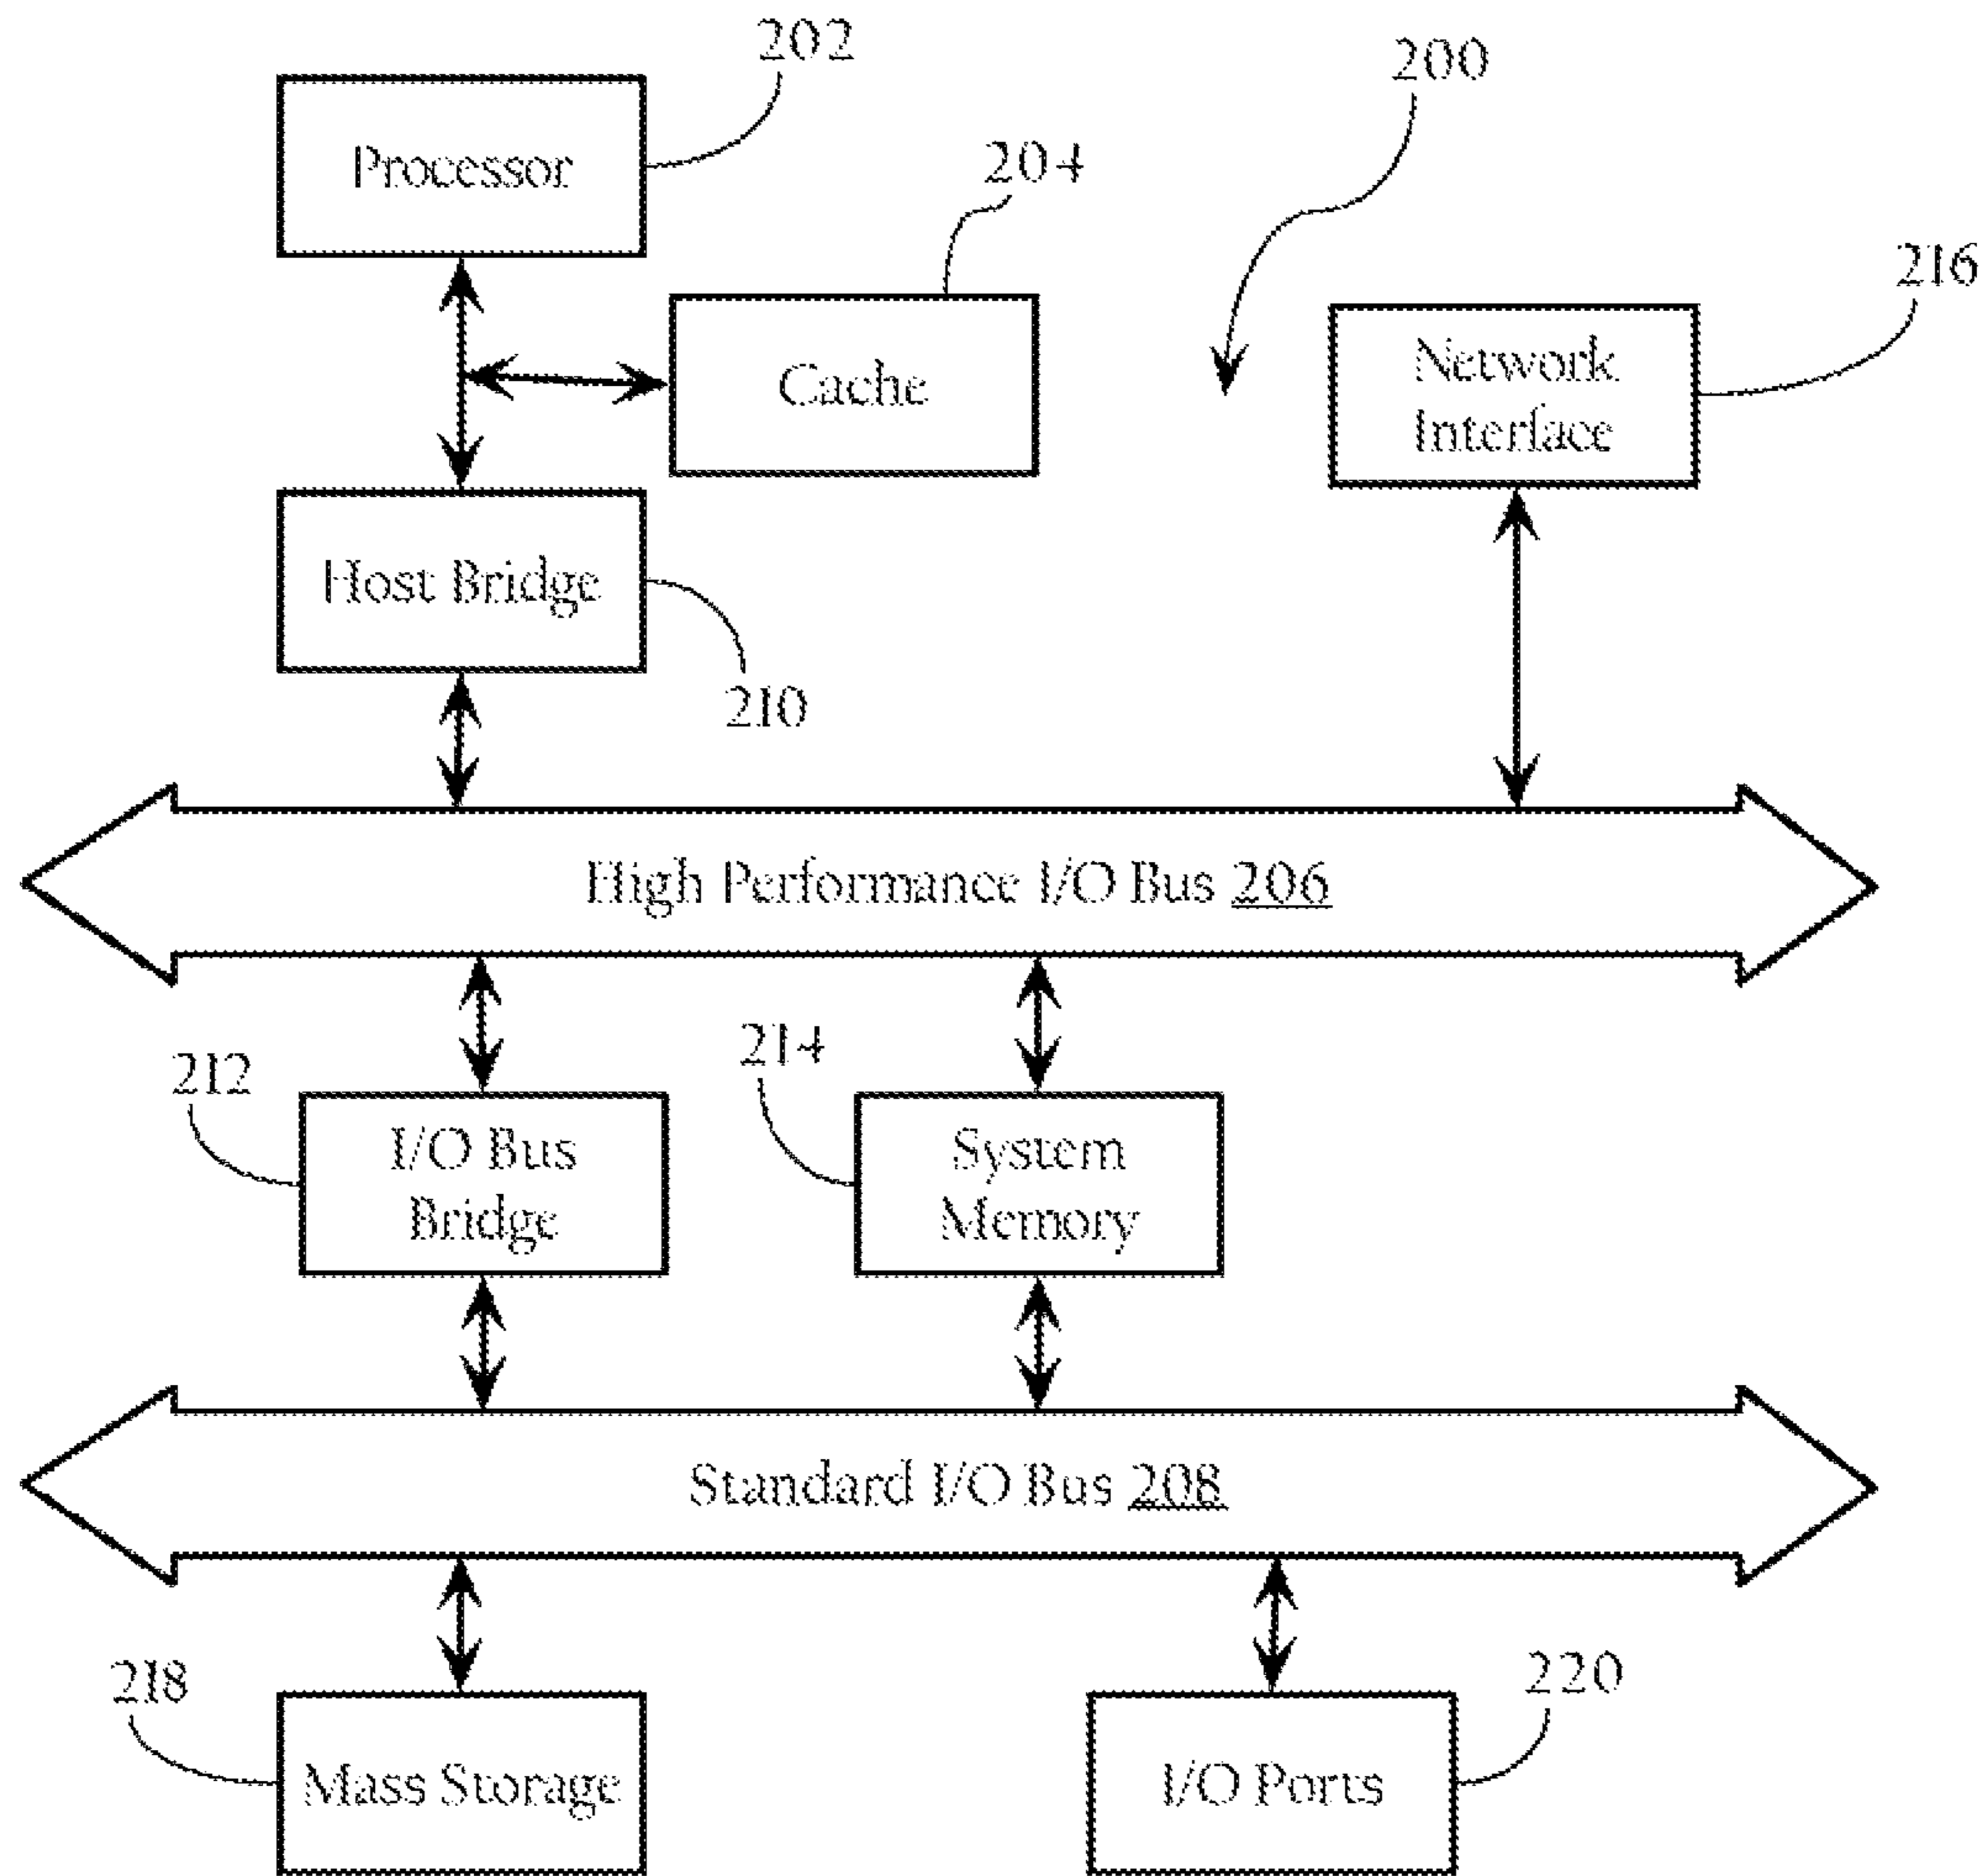 202
200
Processor
204
216
Cache
Network
Interface
Host Bridge
210
High Performance I/O Bus 206
212
214
I/O Bus
Bridge
System
Memory
Standard I/O Bus 208
218
220
Mass Storage
I/O Ports